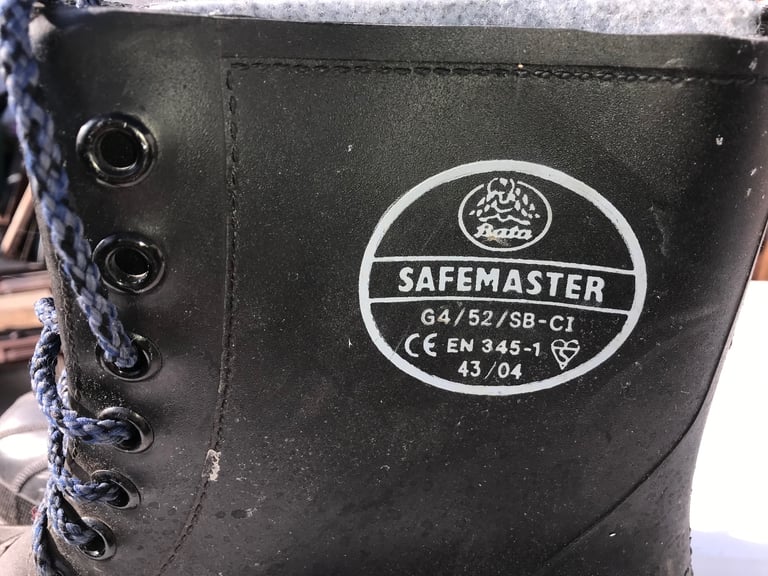 Bata
SAFEMASTER
G4/52/SB-CI
CE EN 345-1
43/04